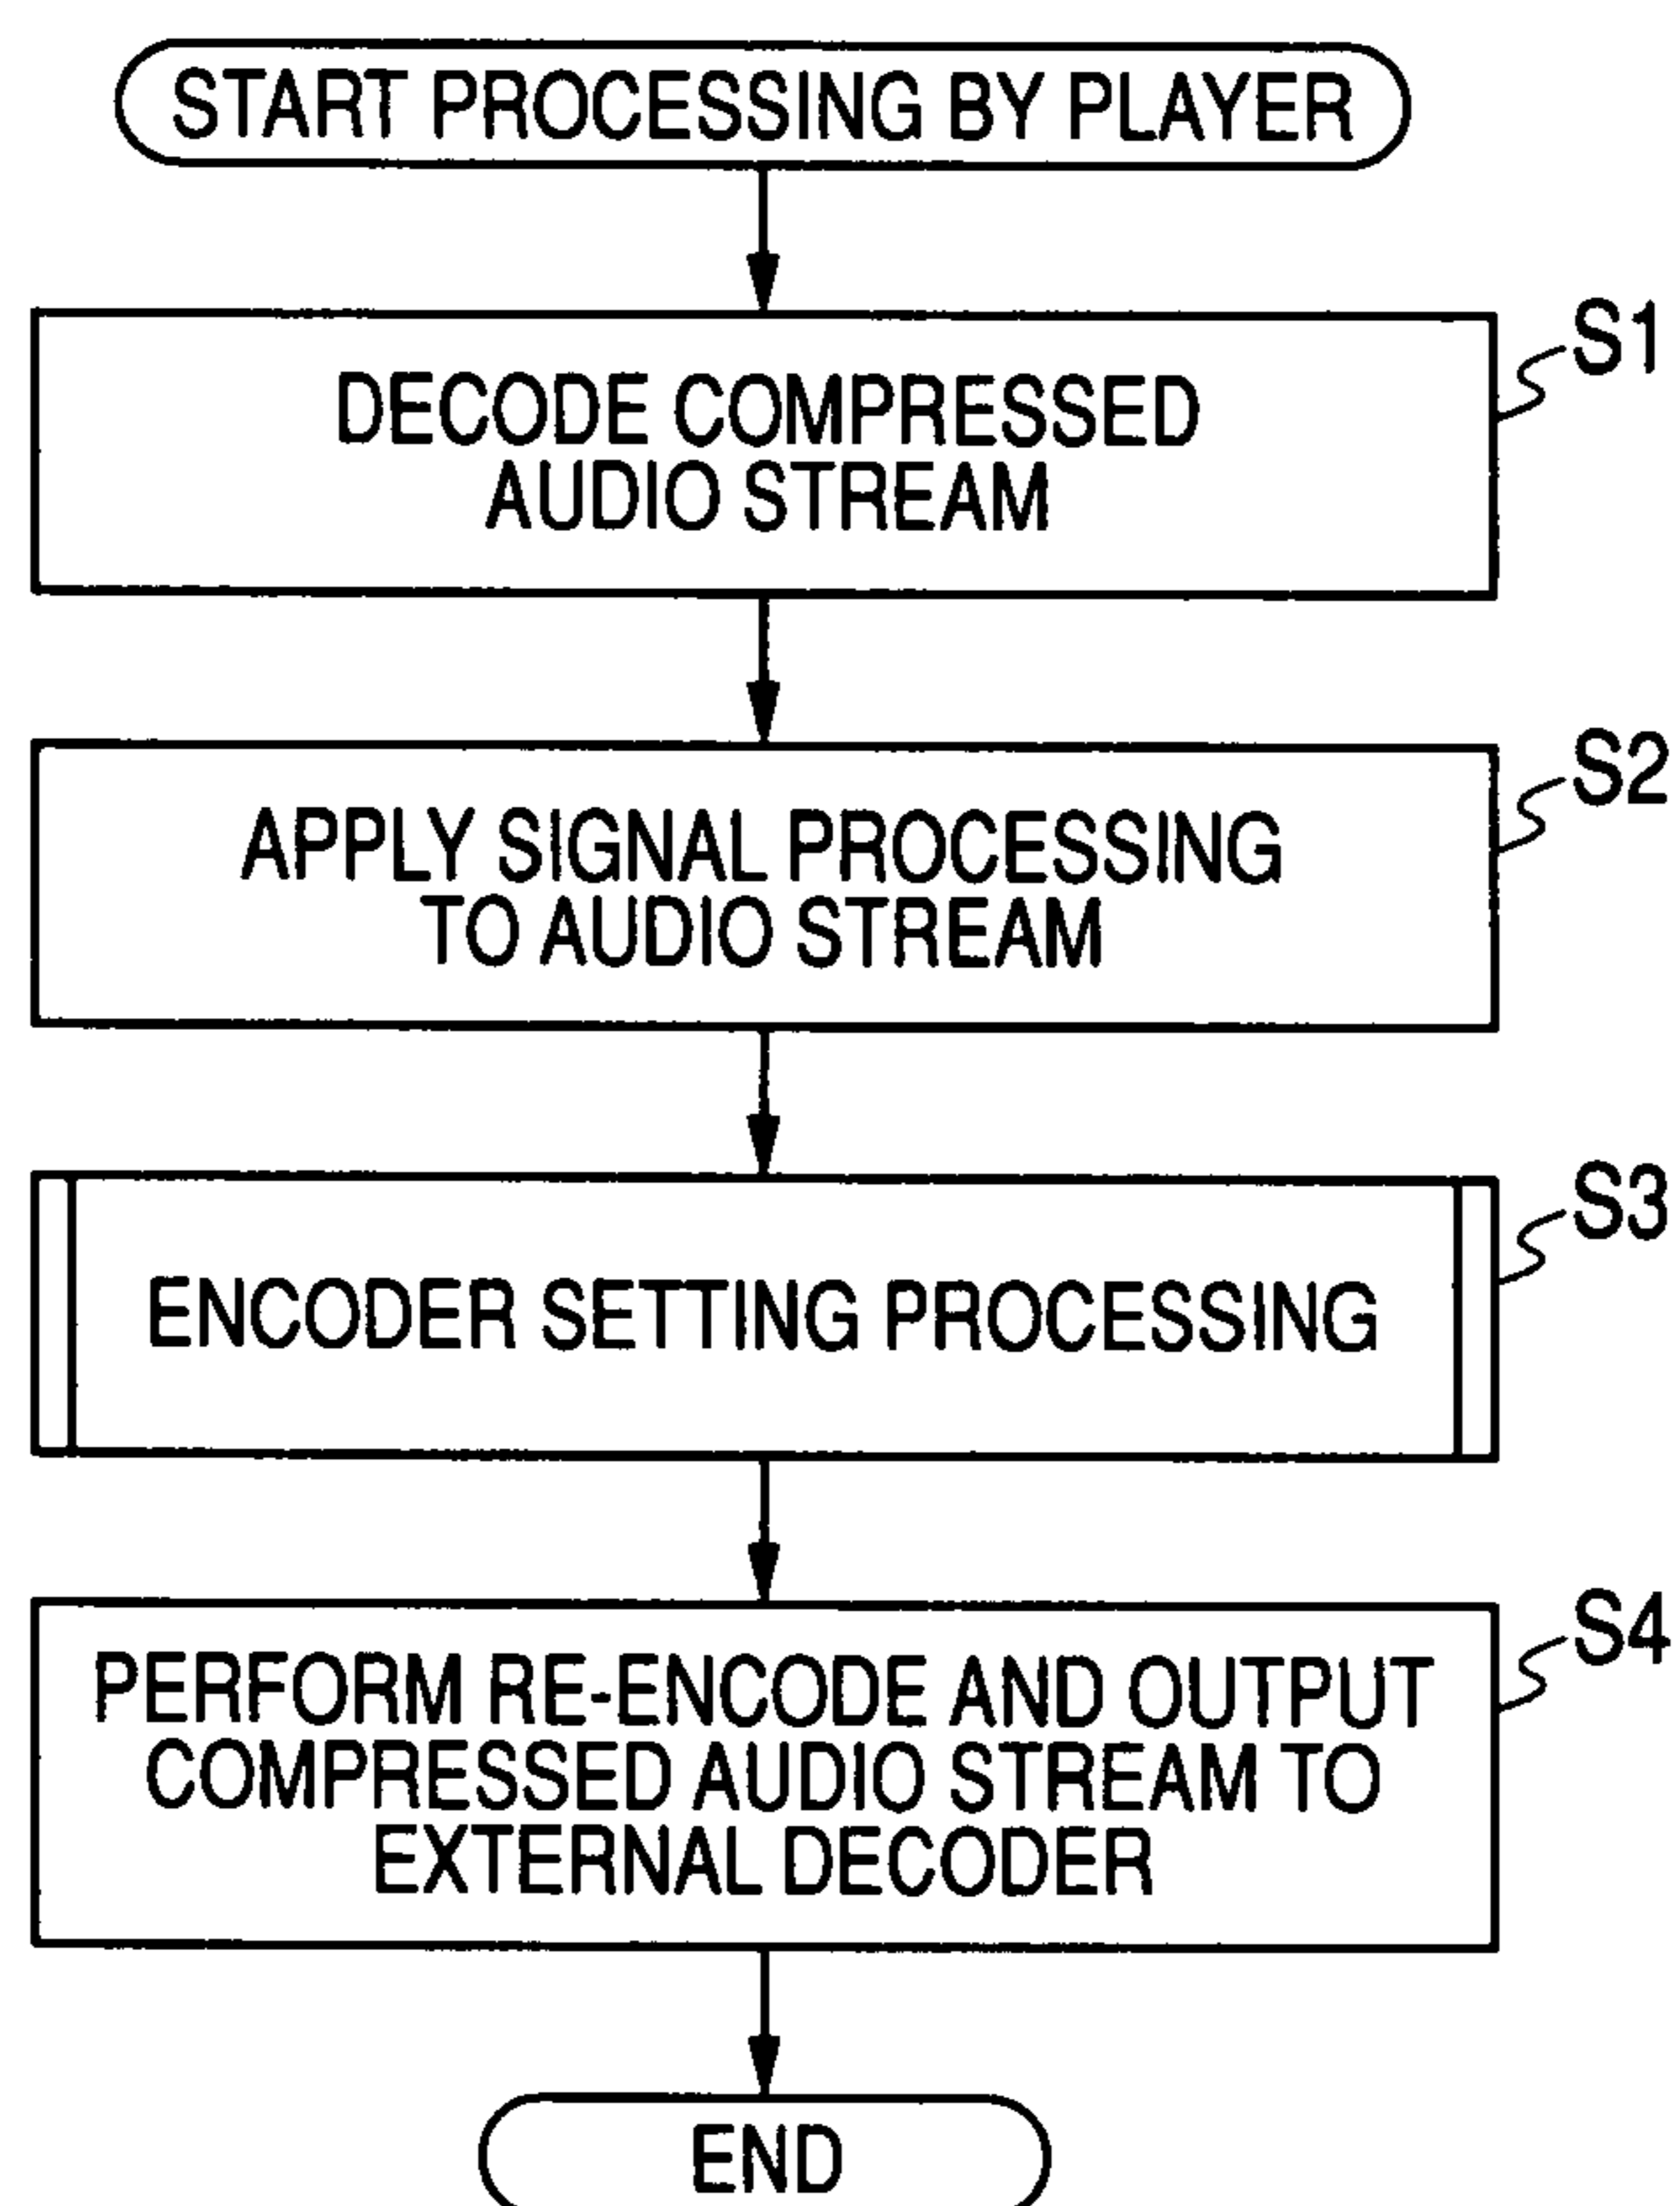 START PROCESSING BY PLAYER
S1
DECODE COMPRESSED
AUDIO STREAM
S2
APPLY SIGNAL PROCESSING
TO AUDIO STREAM
S3
ENCODER SETTING PROCESSING
S4
PERFORM RE-ENCODE AND OUTPUT
COMPRESSED AUDIO STREAM TO
EXTERNAL DECODER
END